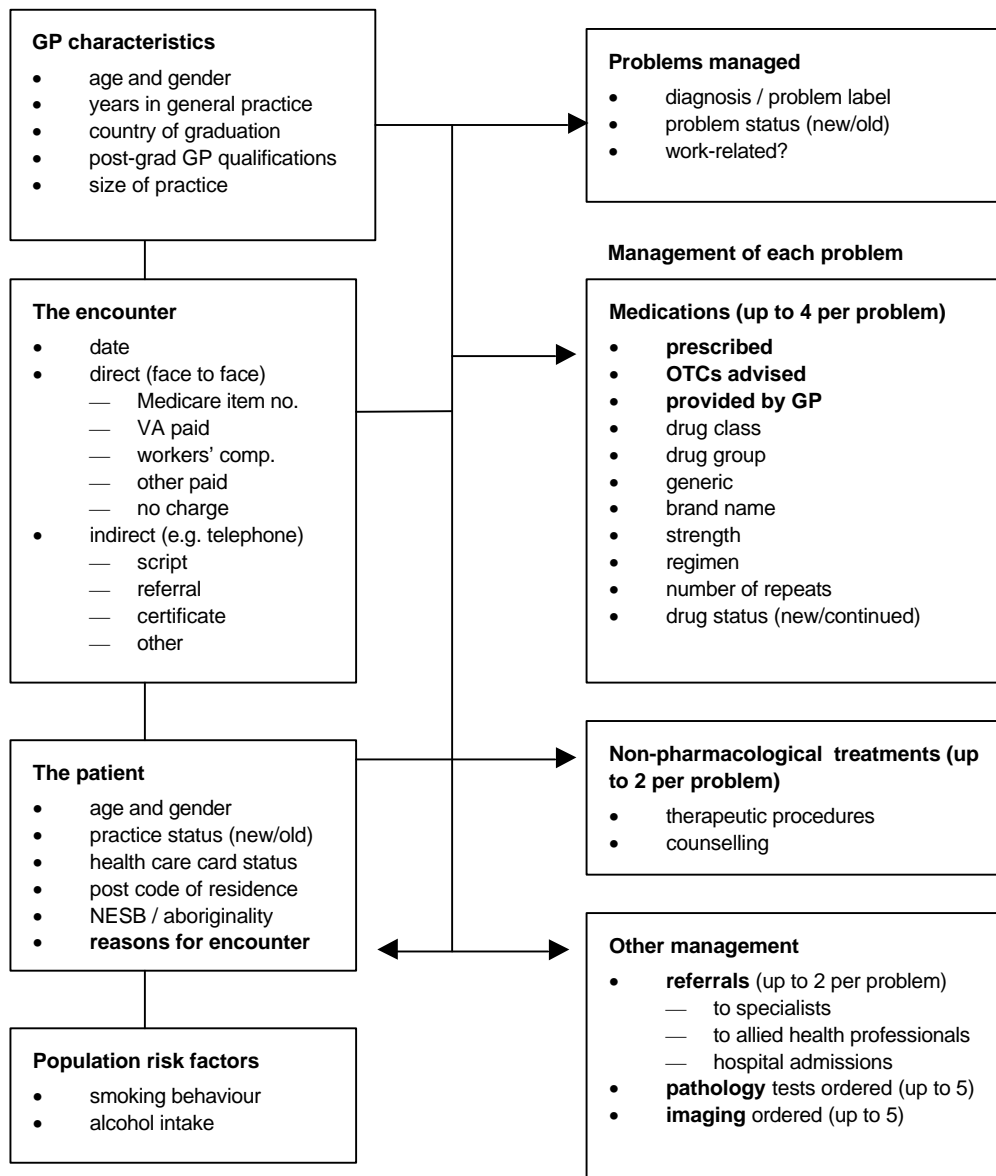 GP characteristics
• age and gender
• years in general practice
• country of graduation
• post-grad GP qualifications
• size of practice
The encounter
• date
• direct (face to face)
— Medicare item no.
— VA paid
— workers' comp.
— other paid
— no charge
• indirect (e.g. telephone)
— script
— referral
— certificate
— other
The patient
• age and gender
• practice status (new/old)
• health care card status
• post code of residence
• NESB / aboriginality
• reasons for encounter
Population risk factors
• smoking behaviour
• alcohol intake
Problems managed
• diagnosis / problem label
• problem status (new/old)
• work-related?
Management of each problem
Medications (up to 4 per problem)
• prescribed
• OTCs advised
• provided by GP
• drug class
• drug group
• generic
• brand name
• strength
• regimen
• number of repeats
• drug status (new/continued)
Non-pharmacological treatments (up
to 2 per problem)
• therapeutic procedures
• counselling
Other management
• referrals (up to 2 per problem)
— to specialists
— to allied health professionals
— hospital admissions
• pathology tests ordered (up to 5)
• imaging ordered (up to 5)